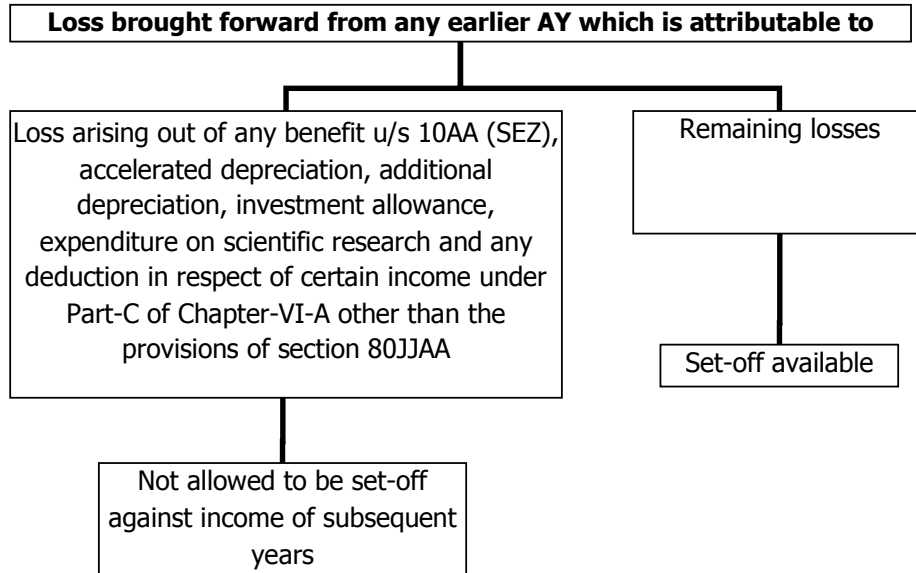 Loss brought forward from any earlier AY which is attributable to
Loss arising out of any benefit u/s 10AA (SEZ),
accelerated depreciation, additional
depreciation, investment allowance,
expenditure on scientific research and any
deduction in respect of certain income under
Part-C of Chapter-VI-A other than the
provisions of section 80JJAA
Remaining losses
Set-off available
Not allowed to be set-off
against income of subsequent
years